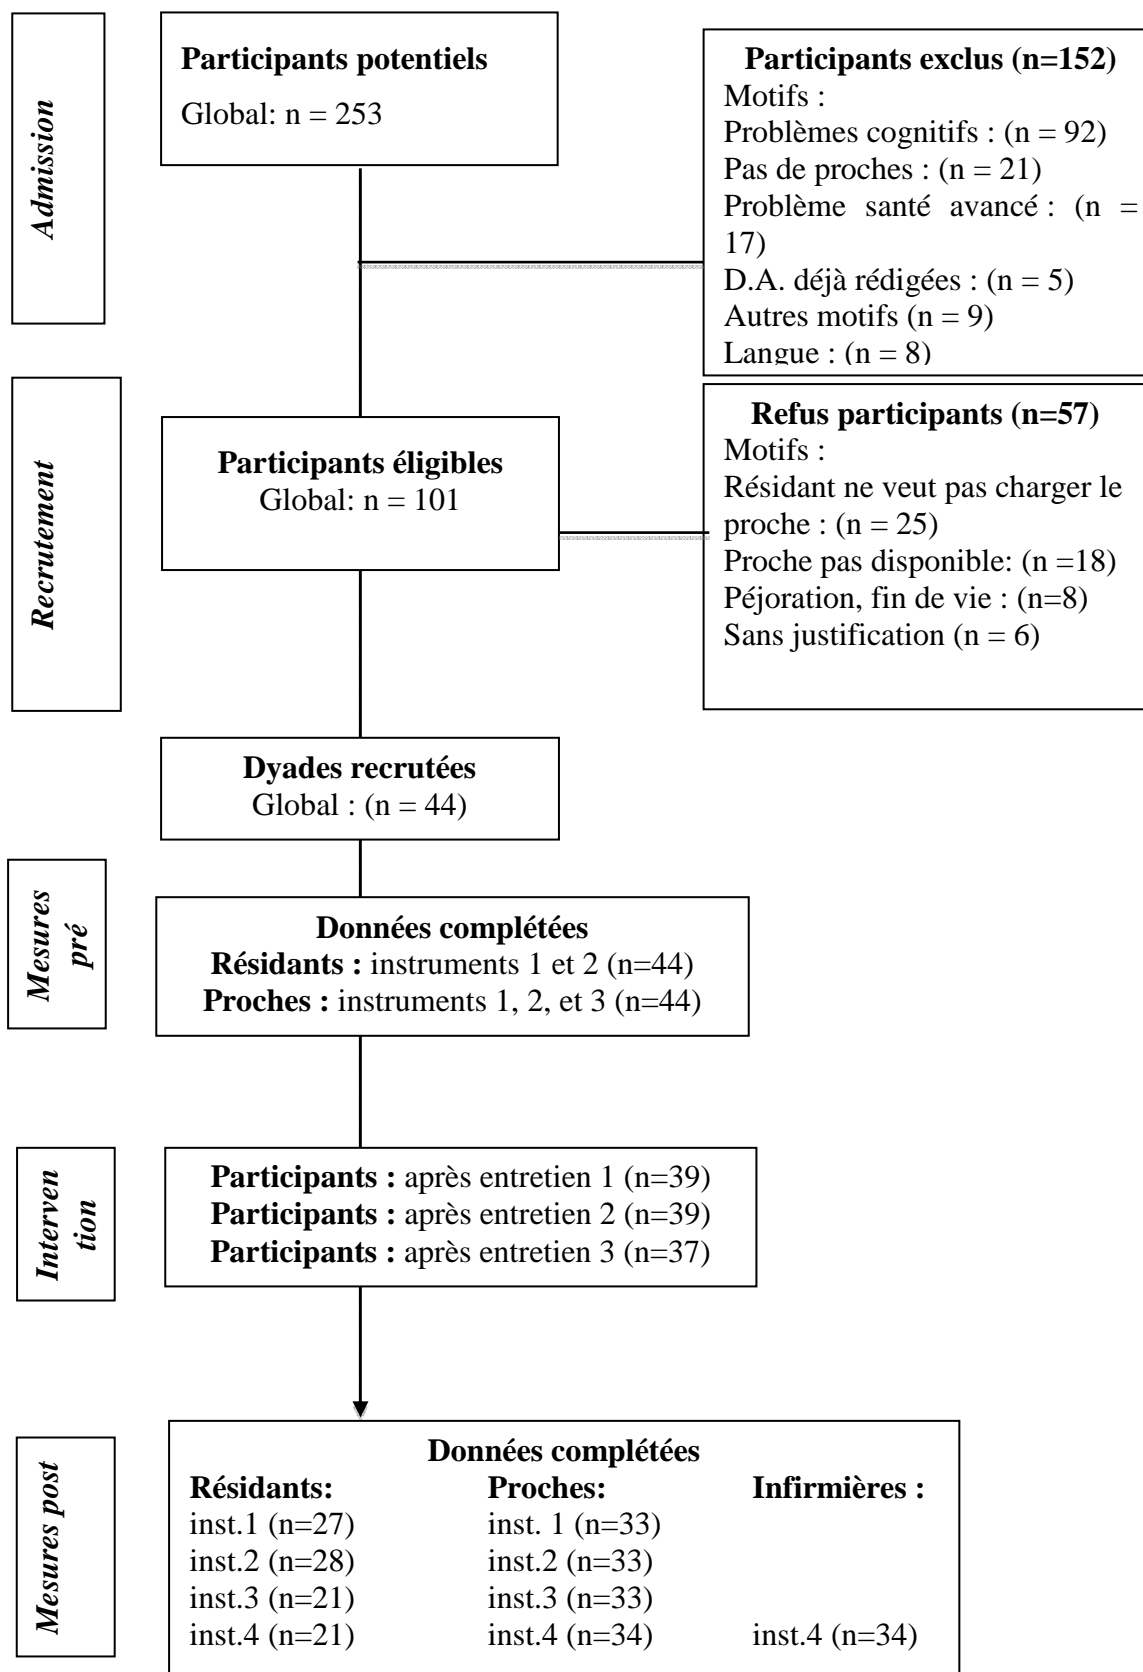 Admission
Participants potentiels
Global: n = 253
Participants exclus (n=152)
Motifs :
Problèmes cognitifs : (n = 92)
Pas de proches : (n = 21)
Problème santé avancé : (n =
17)
D.A. déjà rédigées : (n = 5)
Autres motifs (n = 9)
Langue : (n = 8)
Recrutement
Participants éligibles
Global: n = 101
Refus participants (n=57)
Motifs :
Résidant ne veut pas charger le
proche : (n = 25)
Proche pas disponible: (n =18)
Péjoration, fin de vie : (n=8)
Sans justification (n = 6)
Dyades recrutées
Global : (n = 44)
Mesures
pré
Données complétées
Résidants : instruments 1 et 2 (n=44)
Proches : instruments 1, 2, et 3 (n=44)
Interven
tion
Participants : après entretien 1 (n=39)
Participants : après entretien 2 (n=39)
Participants : après entretien 3 (n=37)
Mesures post
Données complétées
Résidants: Proches: Infirmières :
inst.1 (n=27) inst. 1 (n=33)
inst.2 (n=28) inst.2 (n=33)
inst.3 (n=21) inst.3 (n=33)
inst.4 (n=21) inst.4 (n=34) inst.4 (n=34)